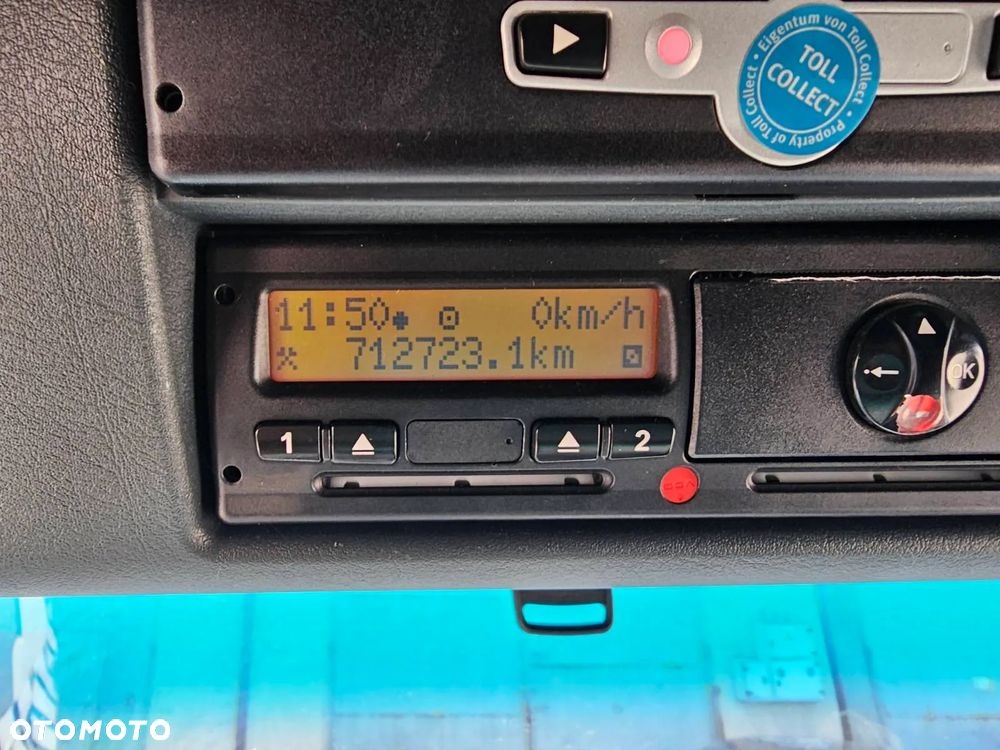 Eigentum von Toll Collect • Property of Toll Collect •
TOLL
COLLECT
11:50 0km/h
712723.1km
1
2
OK
OTOMOTO